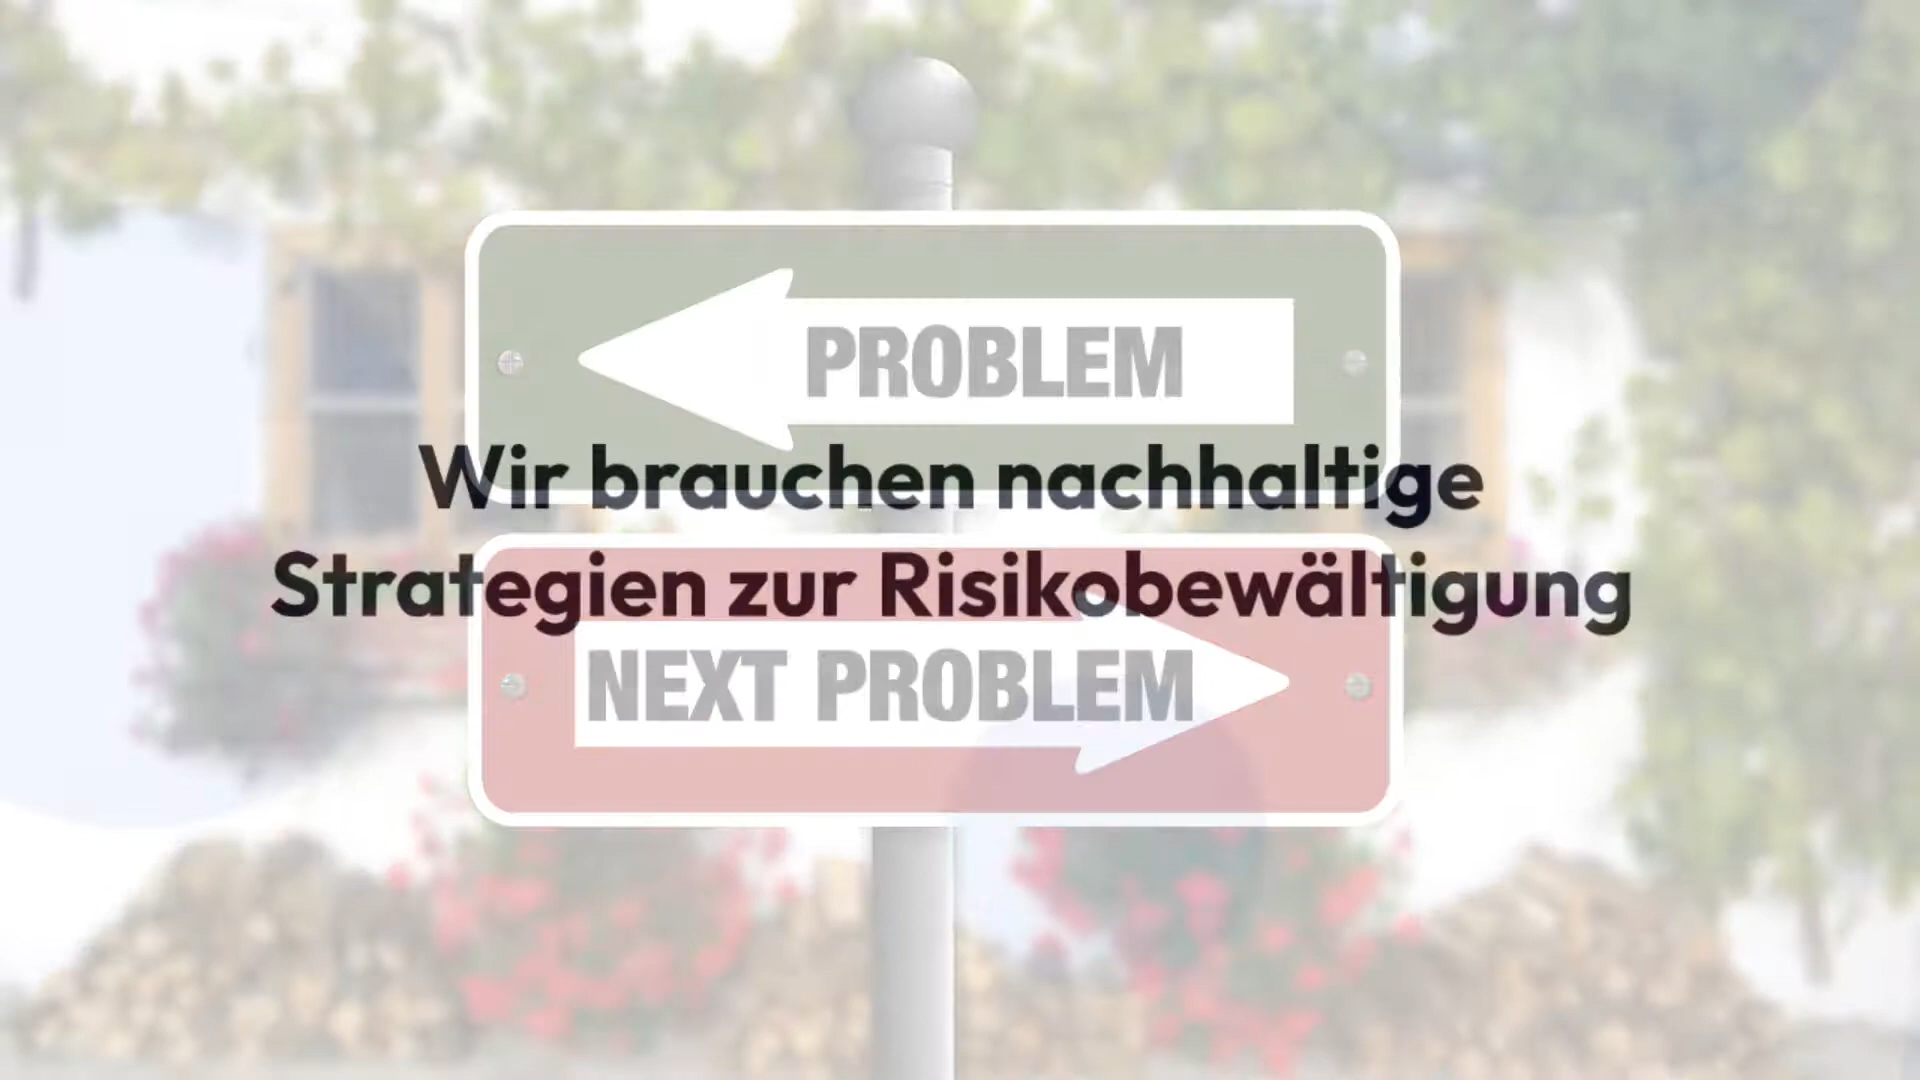 PROBLEM
Wir brauchen nachhaltige
Strategien zur Risikobewältigung
NEXT PROBLEM